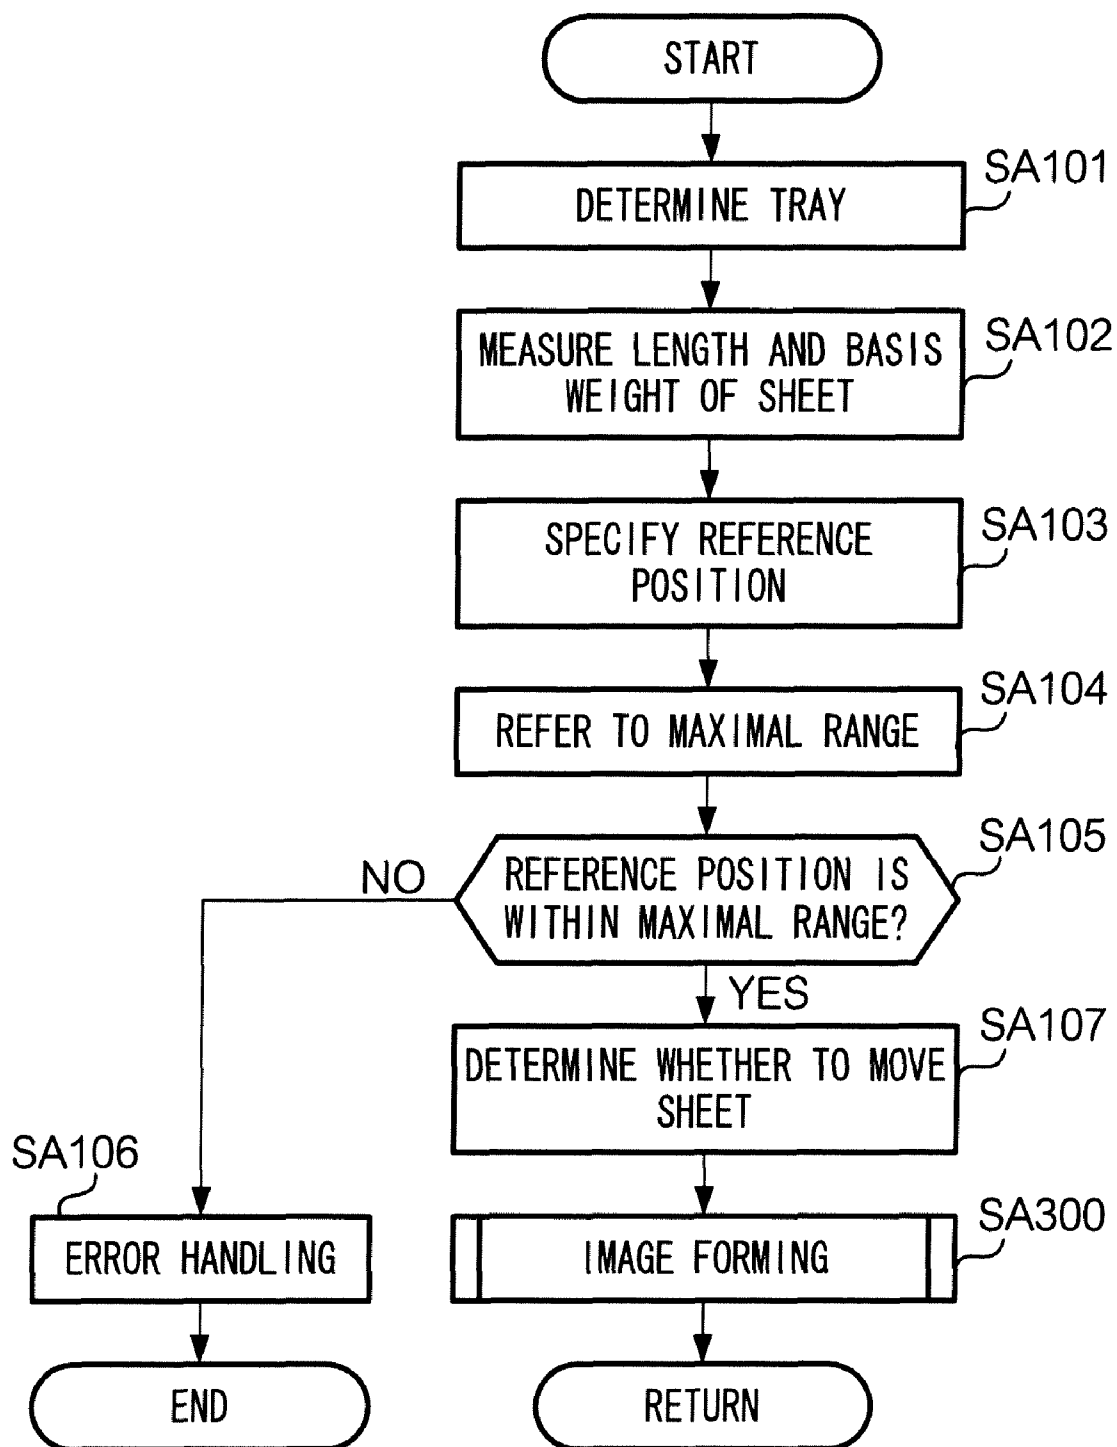 START
SA101
DETERMINE TRAY
SA102
MEASURE LENGTH AND BASIS
WEIGHT OF SHEET
SA103
SPECIFY REFERENCE
POSITION
SA104
REFER TO MAXIMAL RANGE
SA105
REFERENCE POSITION IS
WITHIN MAXIMAL RANGE?
NO
YES
SA107
DETERMINE WHETHER TO MOVE
SHEET
SA106
ERROR HANDLING
SA300
IMAGE FORMING
END
RETURN